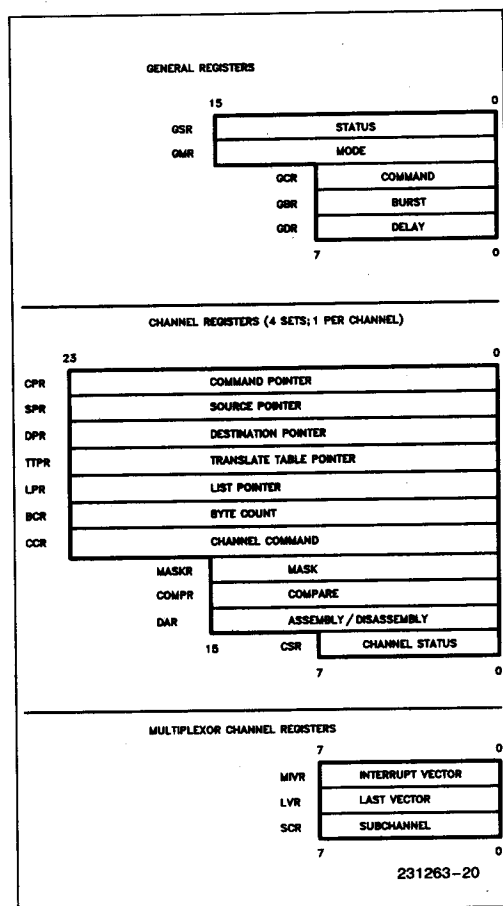 GENERAL REGISTERS
15 0
GSR STATUS
GMR MODE
GCR COMMAND
GBR BURST
GDR DELAY
7 0
CHANNEL REGISTERS (4 SETS; 1 PER CHANNEL)
23 0
CPR COMMAND POINTER
SPR SOURCE POINTER
DPR DESTINATION POINTER
TTPR TRANSLATE TABLE POINTER
LPR LIST POINTER
BCR BYTE COUNT
CCR CHANNEL COMMAND
MASKR MASK
COMPR COMPARE
DAR ASSEMBLY / DISASSEMBLY
15 CSR CHANNEL STATUS
7 0
MULTIPLEXOR CHANNEL REGISTERS
7 0
MIVR INTERRUPT VECTOR
LVR LAST VECTOR
SCR SUBCHANNEL
7 0
231263-20